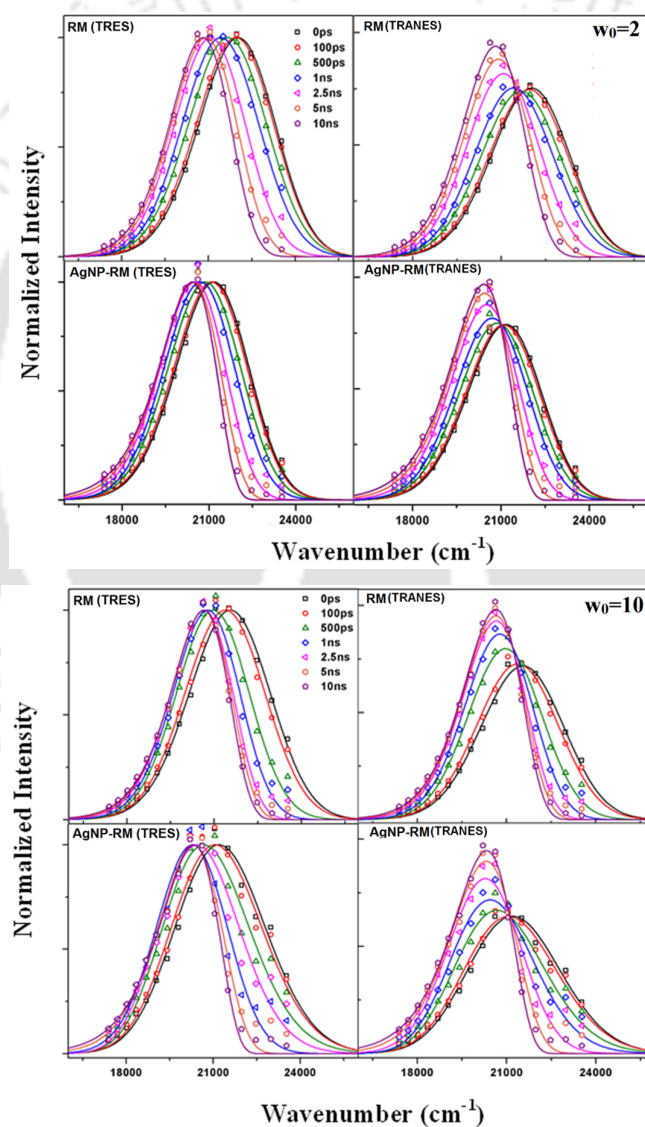 RM (TRES)
0ps
100ps
500ps
1ns
2.5ns
5ns
10ns
RM(TRANES)
w₀=2
AgNP-RM (TRES)
AgNP-RM(TRANES)
Normalized Intensity
18000 21000 24000
18000 21000 24000
Wavenumber (cm⁻¹)
RM (TRES)
0ps
100ps
500ps
1ns
2.5ns
5ns
10ns
RM(TRANES)
w₀=10
AgNP-RM (TRES)
AgNP-RM(TRANES)
Normalized Intensity
18000 21000 24000
18000 21000 24000
Wavenumber (cm⁻¹)